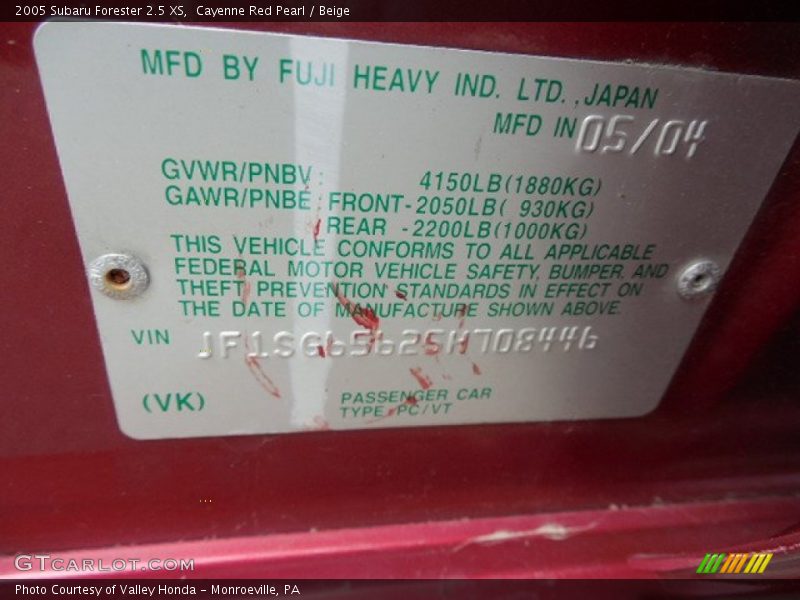 2005 Subaru Forester 2.5 XS, Cayenne Red Pearl / Beige
MFD BY FUJI HEAVY IND. LTD., JAPAN
MFD IN 05/04
GVWR/PNBV : 4150LB(1880KG)
GAWR/PNBE : FRONT-2050LB( 930KG)
REAR -2200LB(1000KG)
THIS VEHICLE CONFORMS TO ALL APPLICABLE
FEDERAL MOTOR VEHICLE SAFETY, BUMPER, AND
THEFT PREVENTION STANDARDS IN EFFECT ON
THE DATE OF MANUFACTURE SHOWN ABOVE.
VIN JF1SG65625H708446
(VK) PASSENGER CAR
TYPE PC/VT
GTCARLOT.COM
Photo Courtesy of Valley Honda - Monroeville, PA